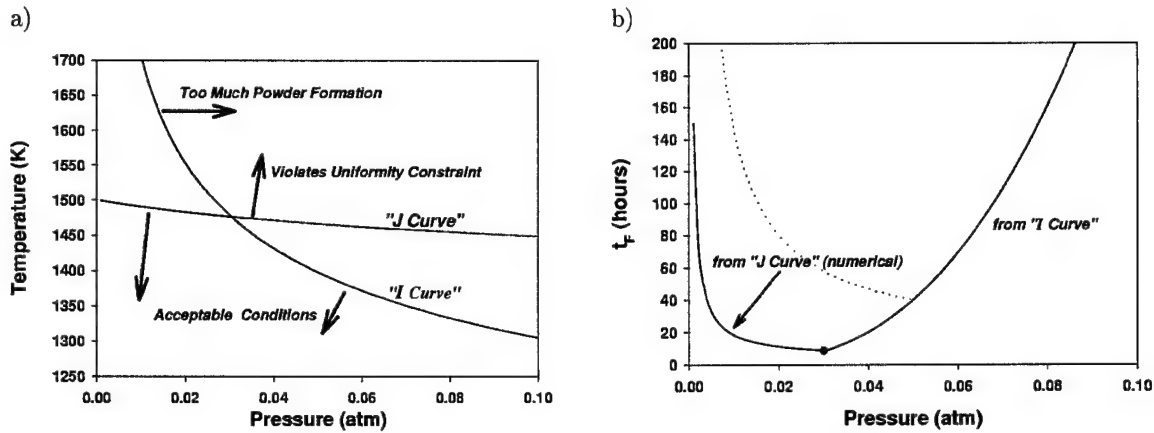 a)
1700
1650
1600
1550
1500
1450
1400
1350
1300
1250
Temperature (K)
Too Much Powder Formation
Violates Uniformity Constraint
"J Curve"
"I Curve"
Acceptable Conditions
0.00 0.02 0.04 0.06 0.08 0.10
Pressure (atm)
b)
200
180
160
140
120
100
80
60
40
20
0
t_F (hours)
from "I Curve"
from "J Curve" (numerical)
0.00 0.02 0.04 0.06 0.08 0.10
Pressure (atm)